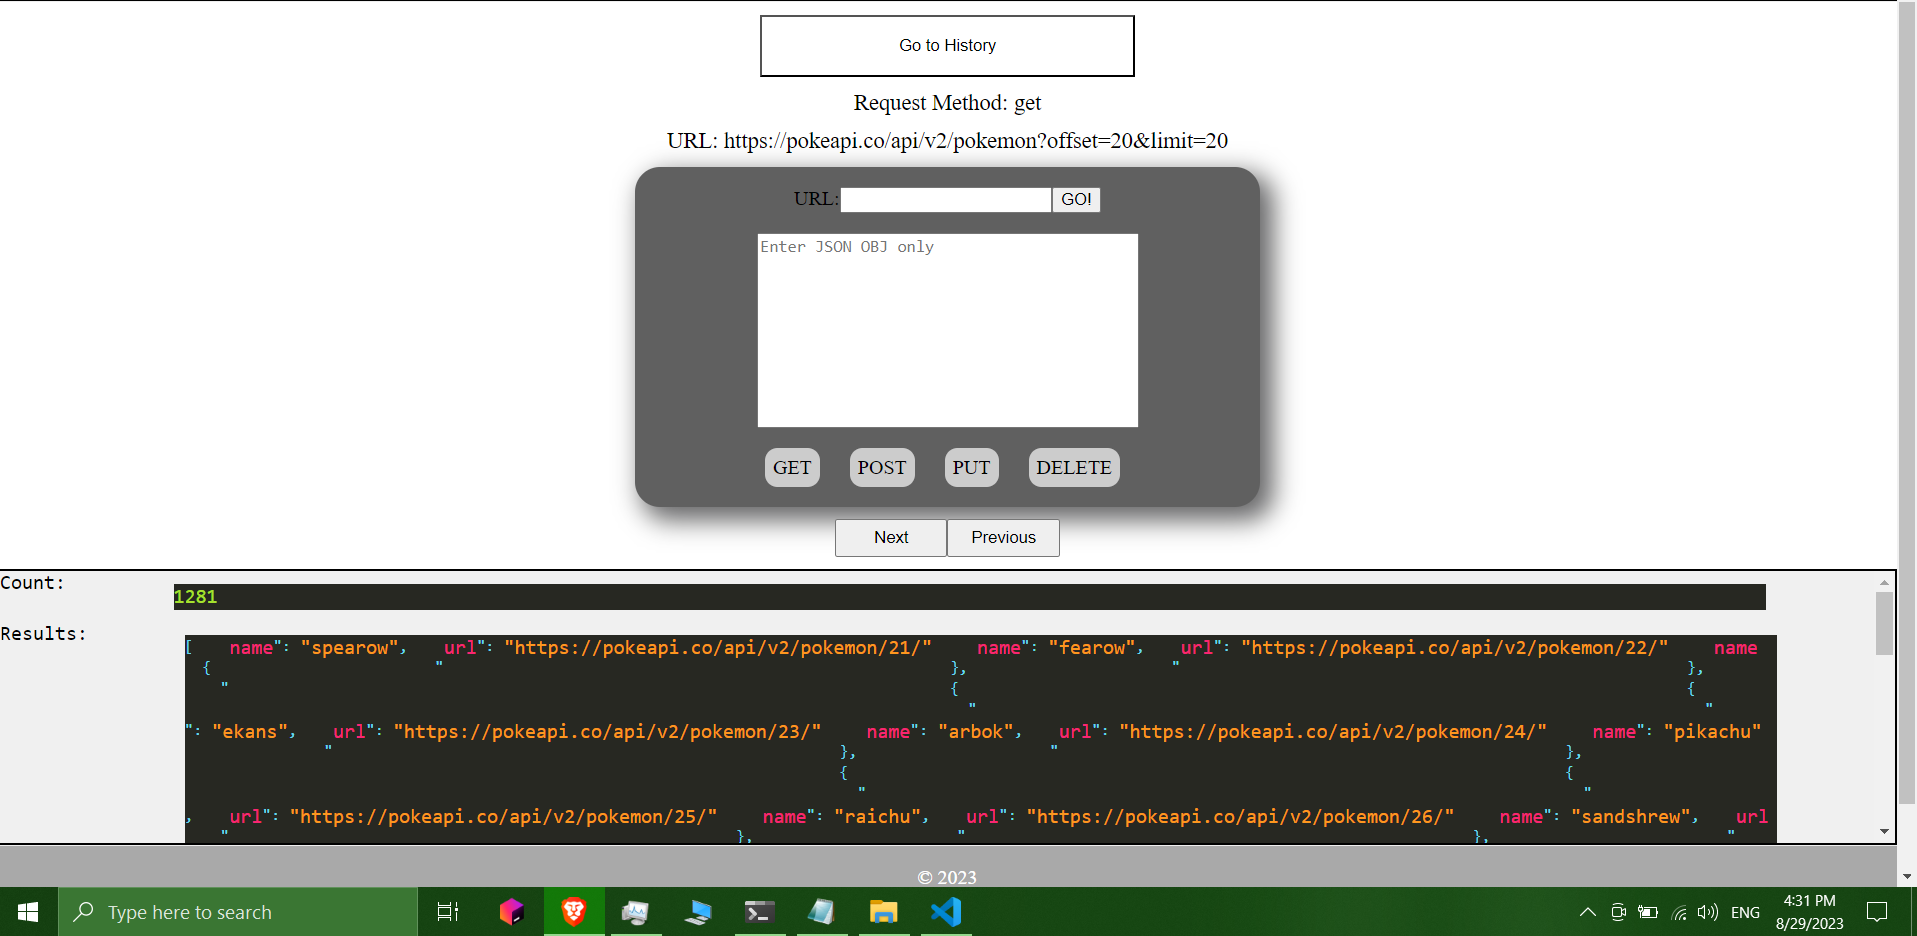 Go to History
Request Method: get
URL: https://pokeapi.co/api/v2/pokemon?offset=20&limit=20
URL: GO!
Enter JSON OBJ only
GET POST PUT DELETE
Next Previous
Count:
1281
Results:
[ name": "spearow", url": "https://pokeapi.co/api/v2/pokemon/21/" name": "fearow", url": "https://pokeapi.co/api/v2/pokemon/22/" name
{ " }, " },
" { {
" "
": "ekans", url": "https://pokeapi.co/api/v2/pokemon/23/" name": "arbok", url": "https://pokeapi.co/api/v2/pokemon/24/" name": "pikachu"
" }, " },
{ {
" "
, url": "https://pokeapi.co/api/v2/pokemon/25/" name": "raichu", url": "https://pokeapi.co/api/v2/pokemon/26/" name": "sandshrew", url
" }, " }, "
© 2023
Type here to search
ENG
4:31 PM
8/29/2023